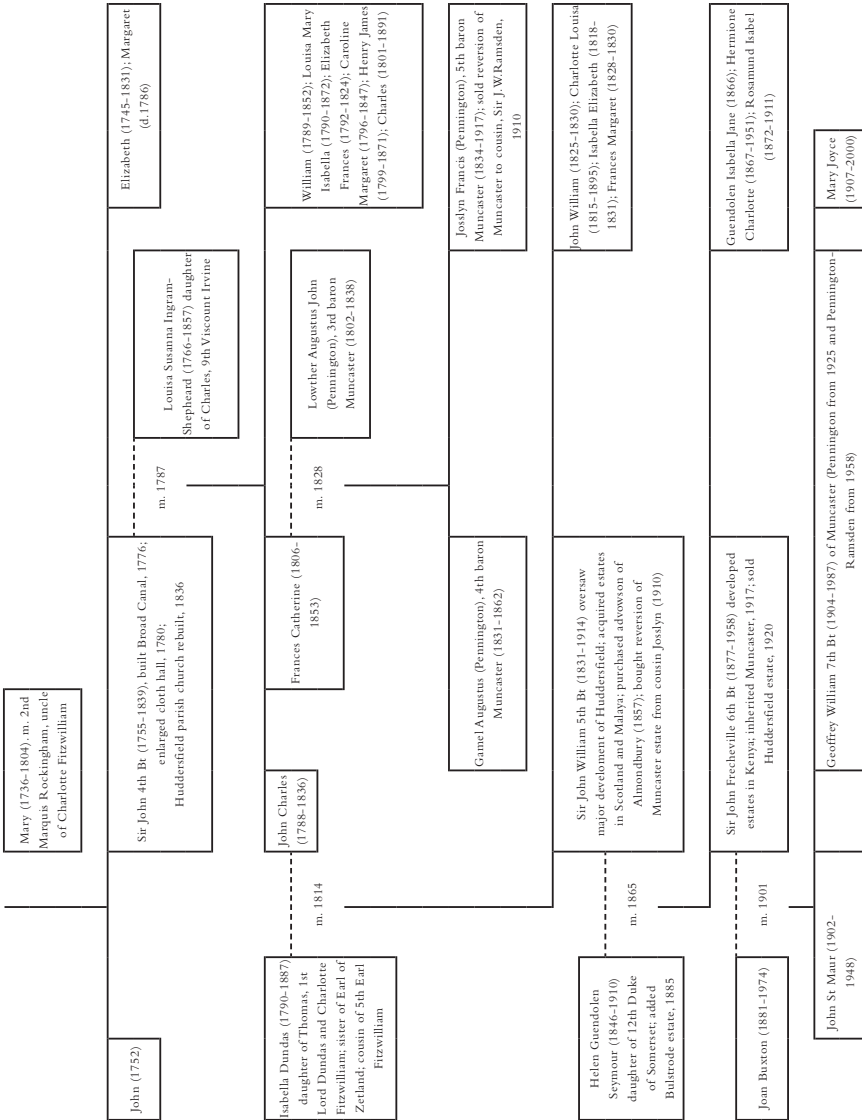 Mary (1736–1804). m. 2nd
Marquis Rockingham, uncle
of Charlotte Fitzwilliam
John (1752)
Sir John 4th Bt (1755–1839), built Broad Canal, 1776;
enlarged cloth hall, 1780;
Huddersfield parish church rebuilt, 1836
m. 1787
Louisa Susanna Ingram-
Shepheard (1766–1857) daughter
of Charles, 9th Viscount Irvine
Elizabeth (1745–1831); Margaret
(d.1786)
Isabella Dundas (1790–1887)
daughter of Thomas, 1st
Lord Dundas and Charlotte
Fitzwilliam; sister of Earl of
Zetland; cousin of 5th Earl
Fitzwilliam
m. 1814
John Charles
(1788–1836)
Frances Catherine (1806–
1853)
m. 1828
Lowther Augustus John
(Pennington), 3rd baron
Muncaster (1802–1838)
William (1789–1852); Louisa Mary
Isabella (1790–1872); Elizabeth
Frances (1792–1824); Caroline
Margaret (1796–1847); Henry James
(1799–1871); Charles (1801–1891)
Gamel Augustus (Pennington), 4th baron
Muncaster (1831–1862)
Josslyn Francis (Pennington), 5th baron
Muncaster (1834–1917); sold reversion of
Muncaster to cousin, Sir J.W.Ramsden,
1910
Helen Guendolen
Seymour (1846–1910)
daughter of 12th Duke
of Somerset; added
Bulstrode estate, 1885
m. 1865
Sir John William 5th Bt (1831–1914) oversaw
major develoment of Huddersfield; acquired estates
in Scotland and Malaya; purchased advowson of
Almondbury (1857); bought reversion of
Muncaster estate from cousin Josslyn (1910)
John William (1825–1830); Charlotte Louisa
(1815–1895); Isabella Elizabeth (1818–
1831); Frances Margaret (1828–1830)
Joan Buxton (1881–1974)
m. 1901
Sir John Frecheville 6th Bt (1877–1958) developed
estates in Kenya; inherited Muncaster, 1917; sold
Huddersfield estate, 1920
Guendolen Isabella Jane (1866); Hermione
Charlotte (1867–1951); Rosamund Isabel
(1872–1911)
John St Maur (1902–
1948)
Geoffrey William 7th Bt (1904–1987) of Muncaster (Pennington from 1925 and Pennington-
Ramsden from 1958)
Mary Joyce
(1907–2000)